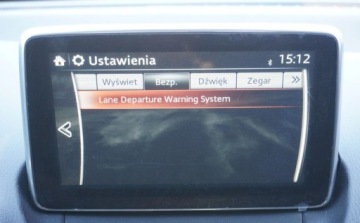 Ustawienia 15:12
Wyświet Bezp. Dźwięk Zegar
Lane Departure Warning System